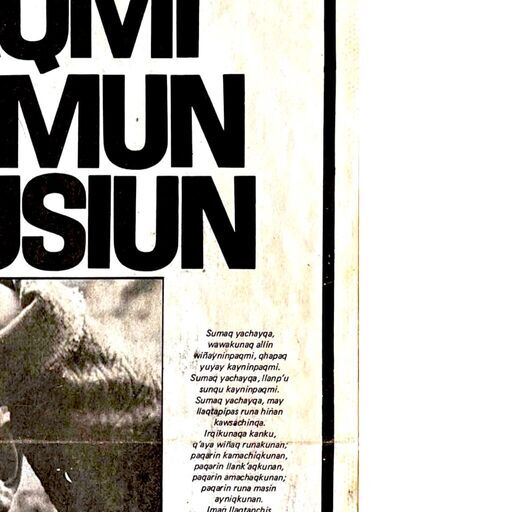 QMI
MUN
USIUN
Sumaq yachayqa,
wawakunaq allin
wiñayninpaqmi, qhapaq
yuyay kayninpaqmi.
Sumaq yachayqa, llanp'u
sunqu kayninpaqmi.
Sumaq yachayqa, may
llaqtapipas runa hinan
kawsachinqa.
Irqikunaqa kanku,
q'aya wiñaq runakunan;
paqarin kamachiqkunan,
paqarin llank'aqkunan,
paqarin amachaqkunan;
paqarin runa masin
ayniqkunan.
Iman llaqtanchis